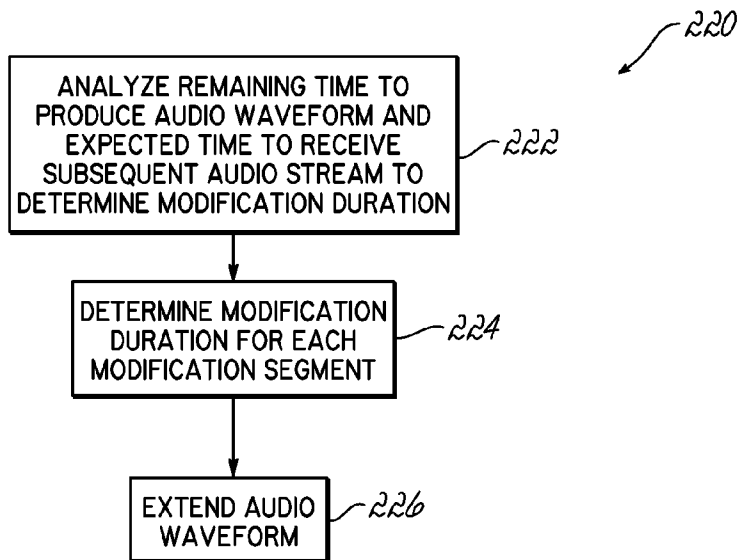 220
ANALYZE REMAINING TIME TO
PRODUCE AUDIO WAVEFORM AND
EXPECTED TIME TO RECEIVE
SUBSEQUENT AUDIO STREAM TO
DETERMINE MODIFICATION DURATION
222
DETERMINE MODIFICATION
DURATION FOR EACH
MODIFICATION SEGMENT
224
EXTEND AUDIO
WAVEFORM
226